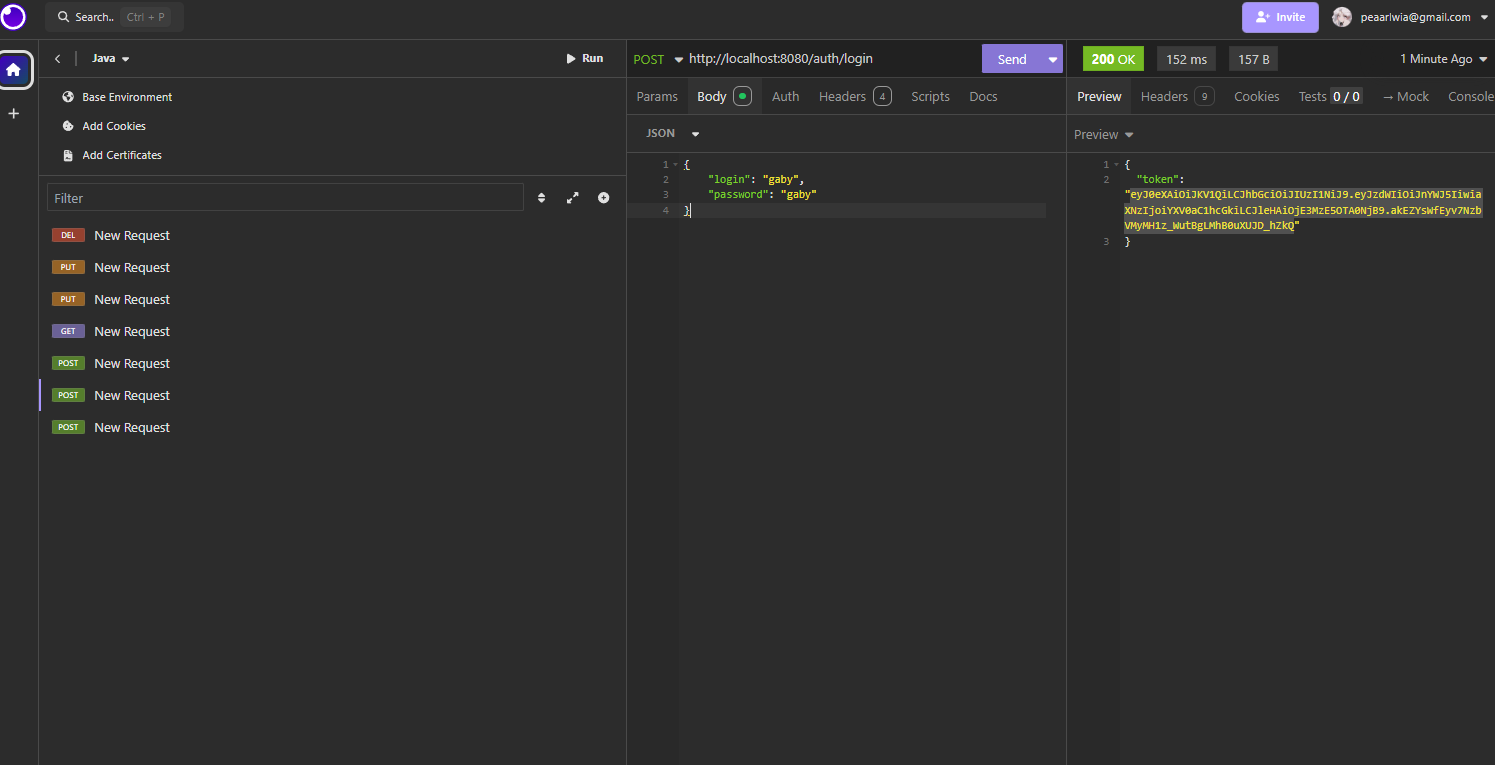 Search.. Ctrl + P
Invite
peaarlwia@gmail.com
Java
Run
Base Environment
Add Cookies
Add Certificates
Filter
DEL New Request
PUT New Request
PUT New Request
GET New Request
POST New Request
POST New Request
POST New Request
POST http://localhost:8080/auth/login
Send
Params Body Auth Headers 4 Scripts Docs
JSON
1 {
2 "login": "gaby",
3 "password": "gaby"
4 }
200 OK 152 ms 157 B 1 Minute Ago
Preview Headers 9 Cookies Tests 0 / 0 → Mock Console
Preview
1 {
2 "token":
"eyJ0eXAiOiJKV1QiLCJhbGciOiJIUzI1NiJ9.eyJzdWIiOiJnYWJ5Iiwia
XNzIjoiYXV0aC1hcGkiLCJleHAiOjE3MzE5OTA0NjB9.akEZYsWfEyv7Nzb
VMyMH1z_WutBgLMhB0uXUJD_hZkQ"
3 }